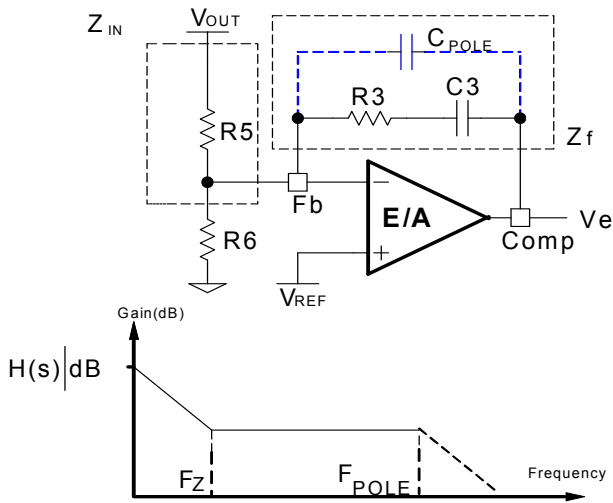 Z IN
VOUT
CPOLE
R3
C3
R5
Zf
Fb
E/A
−
+
Ve
Comp
R6
VREF
Gain(dB)
H(s)|dB
FZ
FPOLE
Frequency